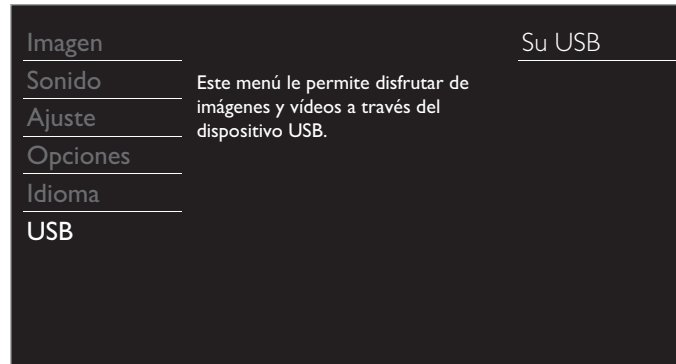 Imagen
Sonido
Ajuste
Opciones
Idioma
USB
Este menú le permite disfrutar de
imágenes y vídeos a través del
dispositivo USB.
Su USB